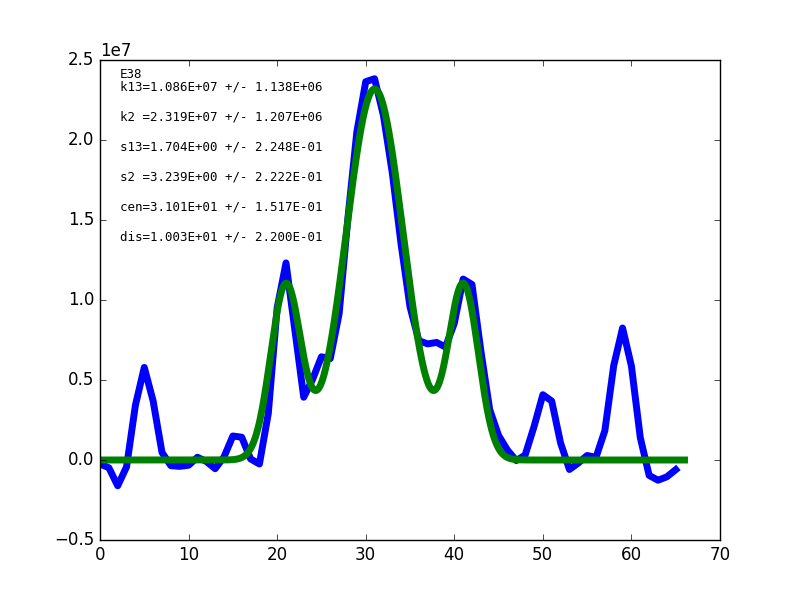 1e7
E38
k13=1.086E+07 +/- 1.138E+06
k2 =2.319E+07 +/- 1.207E+06
s13=1.704E+00 +/- 2.248E-01
s2 =3.239E+00 +/- 2.222E-01
cen=3.101E+01 +/- 1.517E-01
dis=1.003E+01 +/- 2.200E-01
2.5
2.0
1.5
1.0
0.5
0.0
−0.5
0 10 20 30 40 50 60 70